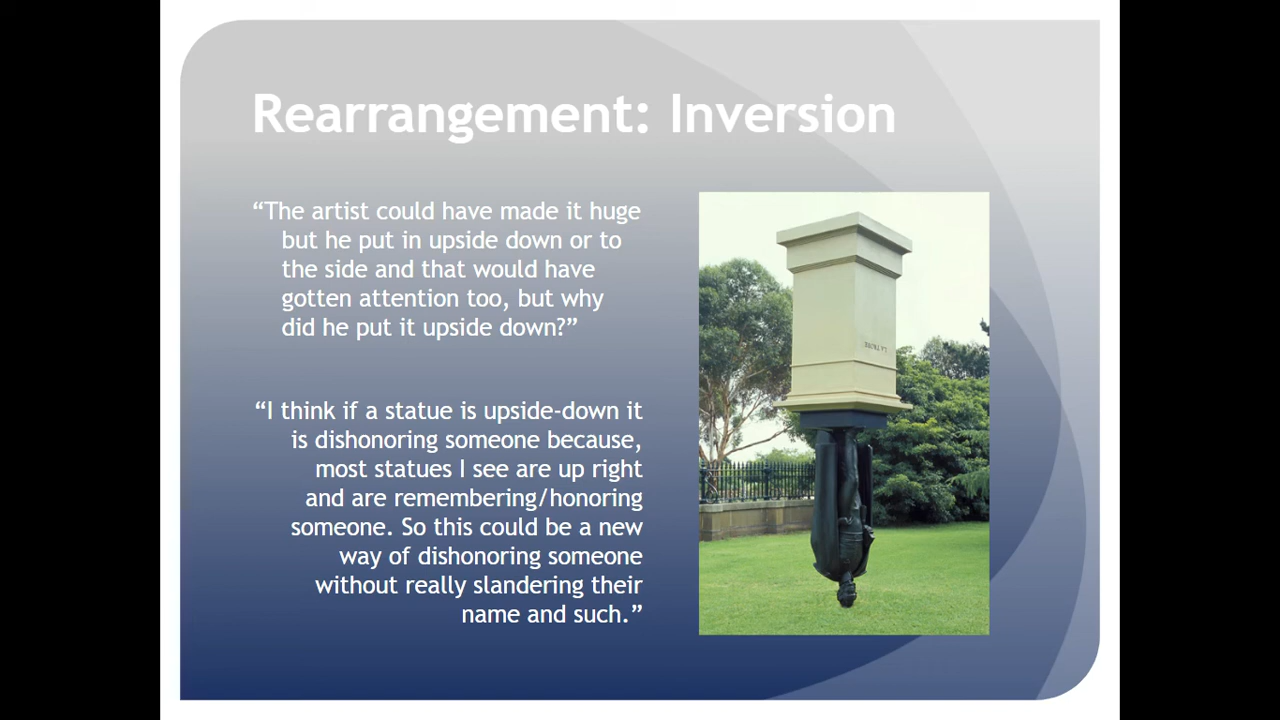 Rearrangement: Inversion
“The artist could have made it huge
but he put in upside down or to
the side and that would have
gotten attention too, but why
did he put it upside down?”
“I think if a statue is upside-down it
is dishonoring someone because,
most statues I see are up right
and are remembering/honoring
someone. So this could be a new
way of dishonoring someone
without really slandering their
name and such.”
LA TROBE